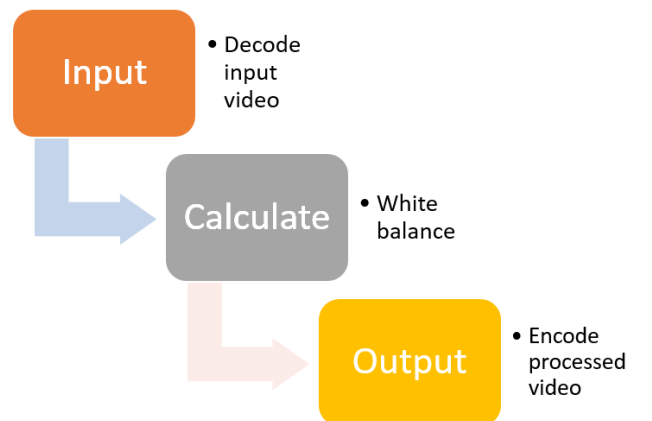 Input
• Decode
input
video
Calculate
• White
balance
Output
• Encode
processed
video